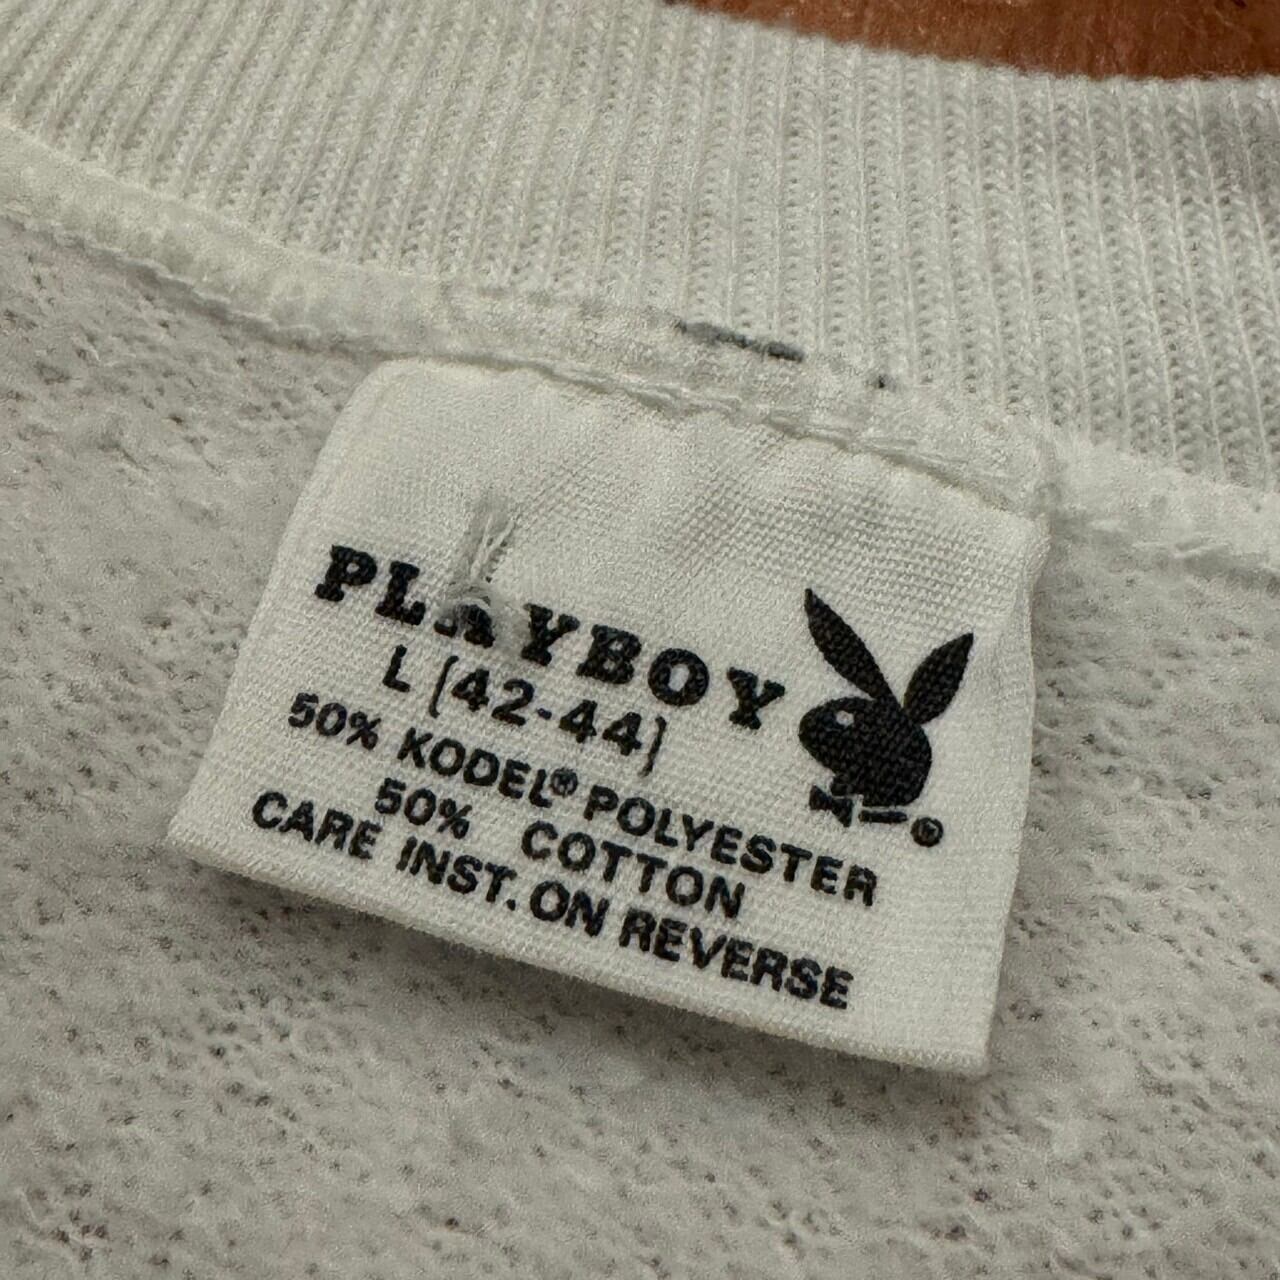 PLAYBOY
L (42-44)
50% KODEL® POLYESTER
50% COTTON
CARE INST. ON REVERSE
®